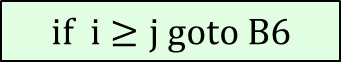 if i ≥ j goto B6